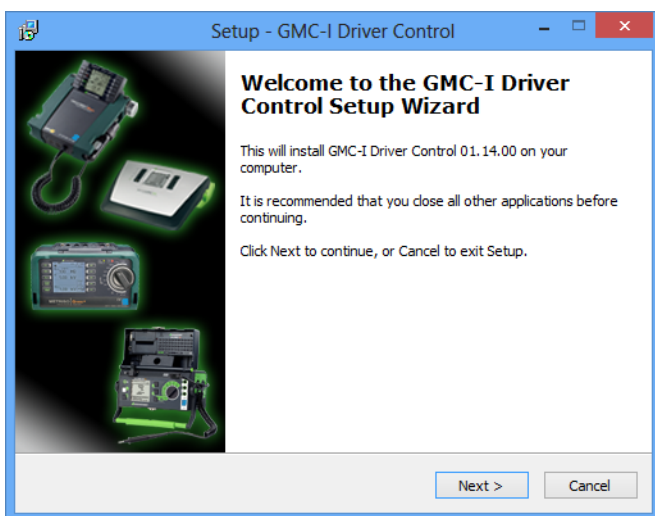 Setup - GMC-I Driver Control
Welcome to the GMC-I Driver
Control Setup Wizard
This will install GMC-I Driver Control 01.14.00 on your
computer.
It is recommended that you close all other applications before
continuing.
Click Next to continue, or Cancel to exit Setup.
Next >
Cancel